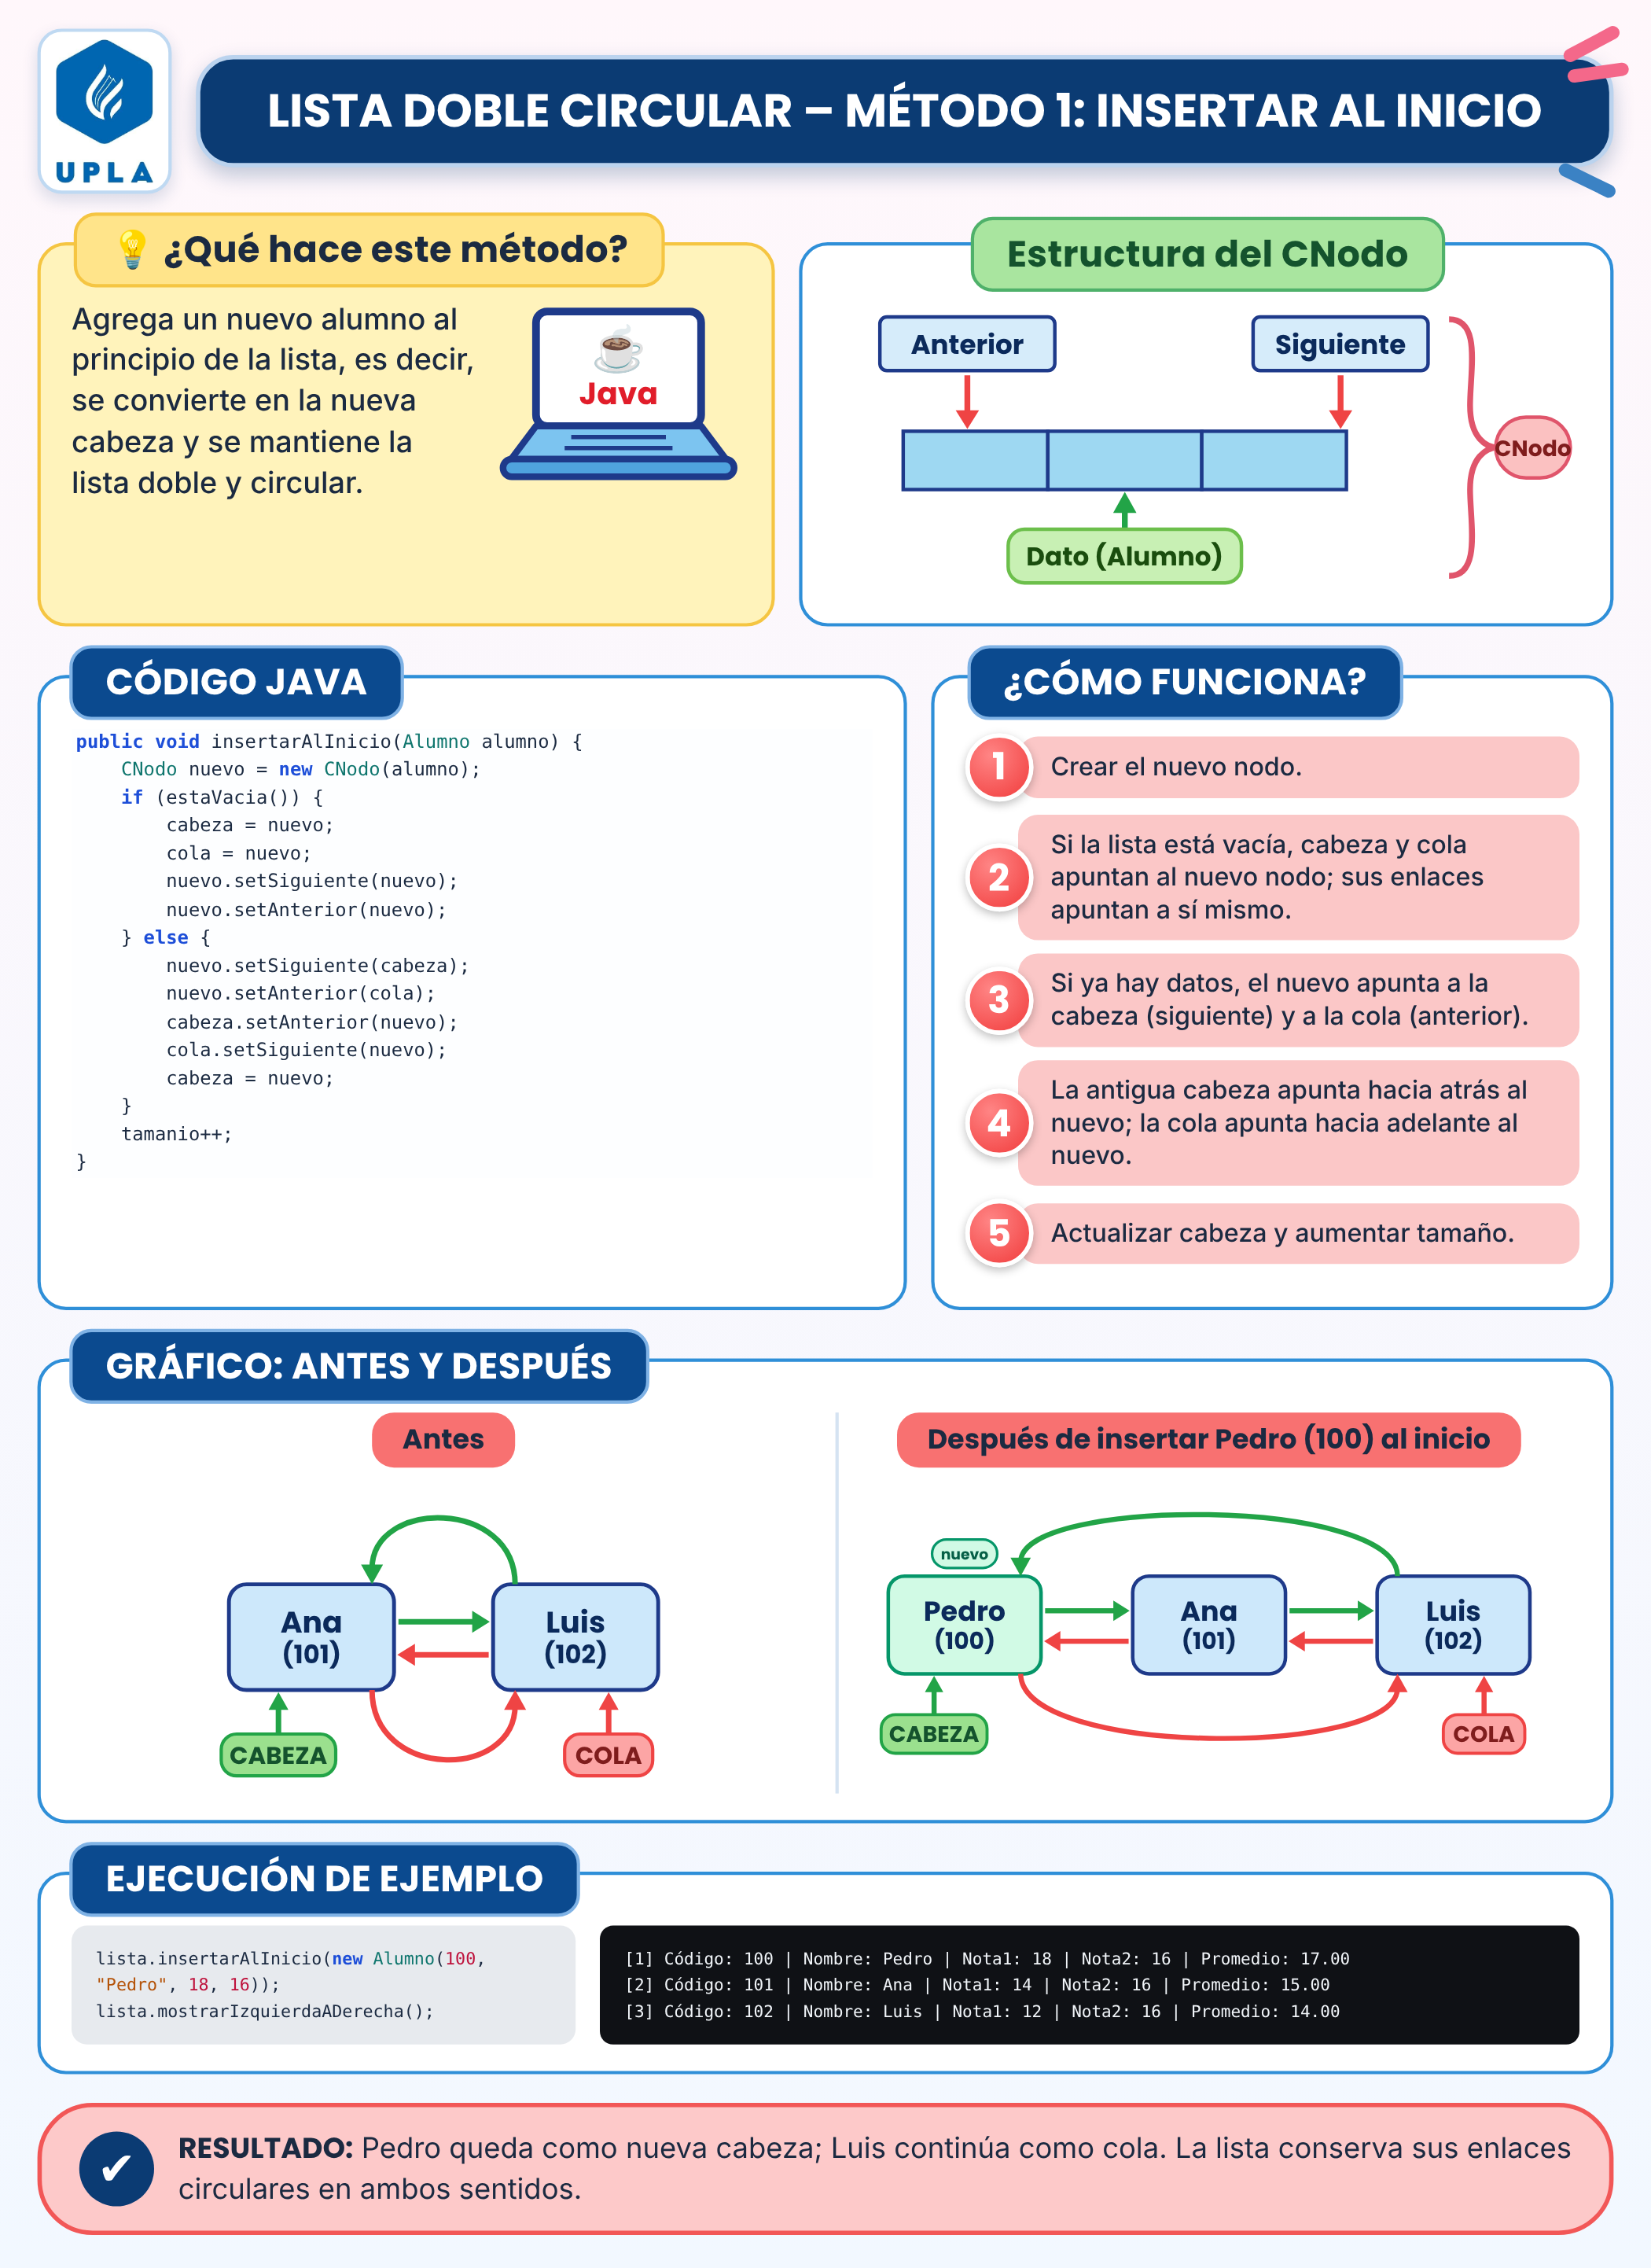 UPLA
LISTA DOBLE CIRCULAR – MÉTODO 1: INSERTAR AL INICIO
💡 ¿Qué hace este método?
Agrega un nuevo alumno al
principio de la lista, es decir,
se convierte en la nueva
cabeza y se mantiene la
lista doble y circular.
Java
Estructura del CNodo
Anterior
Siguiente
CNodo
Dato (Alumno)
CÓDIGO JAVA
public void insertarAlInicio(Alumno alumno) {
    CNodo nuevo = new CNodo(alumno);
    if (estaVacia()) {
        cabeza = nuevo;
        cola = nuevo;
        nuevo.setSiguiente(nuevo);
        nuevo.setAnterior(nuevo);
    } else {
        nuevo.setSiguiente(cabeza);
        nuevo.setAnterior(cola);
        cabeza.setAnterior(nuevo);
        cola.setSiguiente(nuevo);
        cabeza = nuevo;
    }
    tamanio++;
}
¿CÓMO FUNCIONA?
1 Crear el nuevo nodo.
2 Si la lista está vacía, cabeza y cola
apuntan al nuevo nodo; sus enlaces
apuntan a sí mismo.
3 Si ya hay datos, el nuevo apunta a la
cabeza (siguiente) y a la cola (anterior).
4 La antigua cabeza apunta hacia atrás al
nuevo; la cola apunta hacia adelante al
nuevo.
5 Actualizar cabeza y aumentar tamaño.
GRÁFICO: ANTES Y DESPUÉS
Antes
Ana
(101)
Luis
(102)
CABEZA
COLA
Después de insertar Pedro (100) al inicio
nuevo
Pedro
(100)
Ana
(101)
Luis
(102)
CABEZA
COLA
EJECUCIÓN DE EJEMPLO
lista.insertarAlInicio(new Alumno(100,
"Pedro", 18, 16));
lista.mostrarIzquierdaADerecha();
[1] Código: 100 | Nombre: Pedro | Nota1: 18 | Nota2: 16 | Promedio: 17.00
[2] Código: 101 | Nombre: Ana | Nota1: 14 | Nota2: 16 | Promedio: 15.00
[3] Código: 102 | Nombre: Luis | Nota1: 12 | Nota2: 16 | Promedio: 14.00
✔ RESULTADO: Pedro queda como nueva cabeza; Luis continúa como cola. La lista conserva sus enlaces
circulares en ambos sentidos.